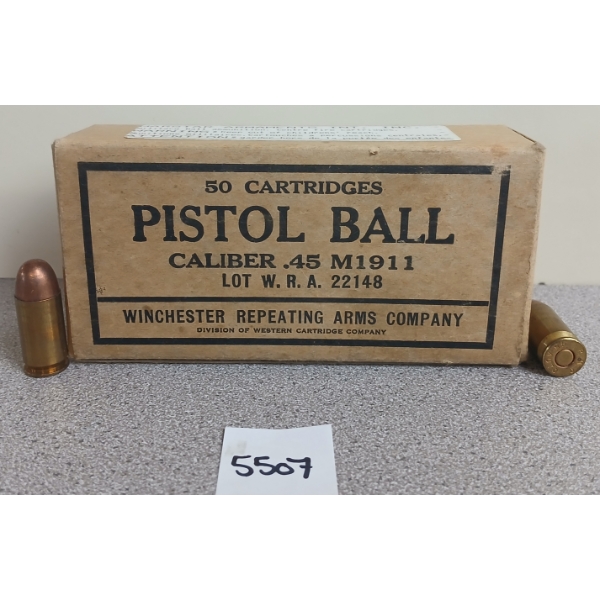 50 CARTRIDGES
PISTOL BALL
CALIBER .45 M1911
LOT W. R. A. 22148
WINCHESTER REPEATING ARMS COMPANY
DIVISION OF WESTERN CARTRIDGE COMPANY
5507